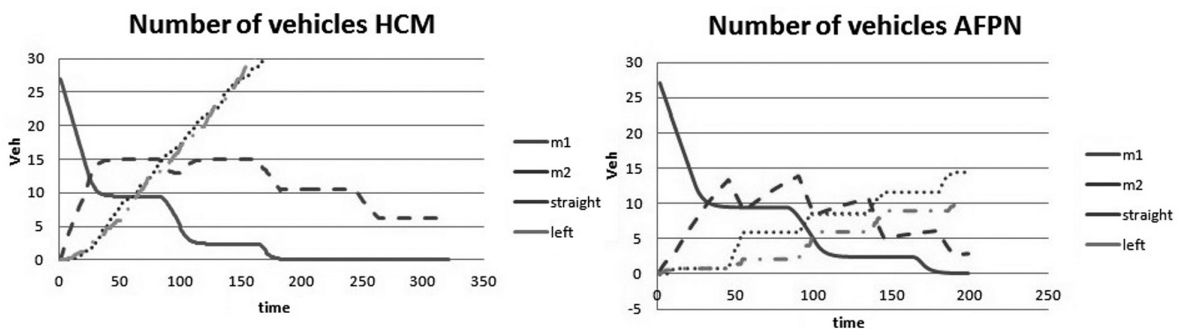 Number of vehicles HCM
Veh
30
25
20
15
10
5
0
0 50 100 150 200 250 300 350
time
m1
m2
straight
left
Number of vehicles AFPN
Veh
30
25
20
15
10
5
0
-5
0 50 100 150 200 250
time
m1
m2
straight
left